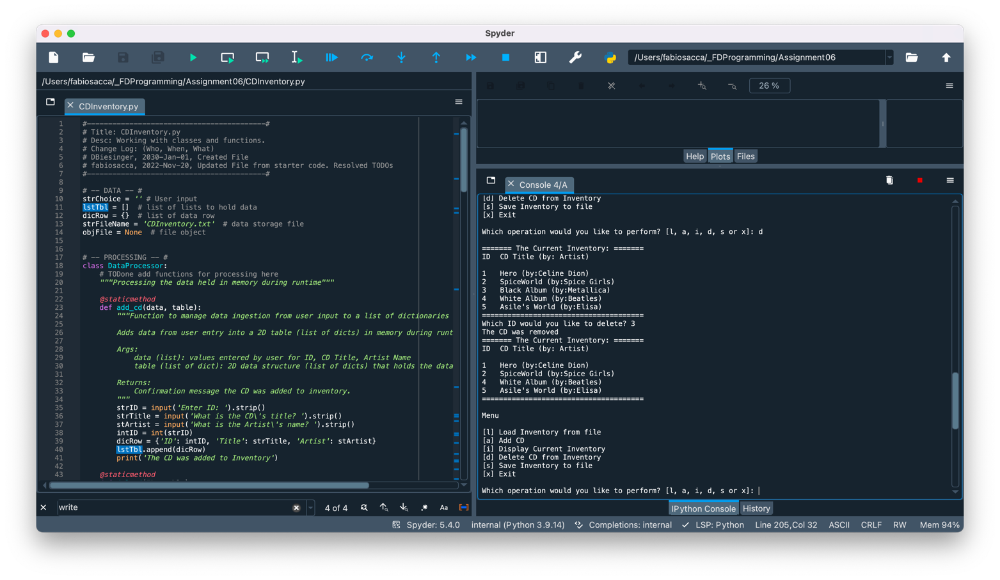 Spyder
/Users/fabiosacca/_FDProgramming/Assignment06
/Users/fabiosacca/_FDProgramming/Assignment06/CDInventory.py
CDInventory.py
1 #------------------------------------------#
2 # Title: CDInventory.py
3 # Desc: Working with classes and functions.
4 # Change Log: (Who, When, What)
5 # DBiesinger, 2030-Jan-01, Created File
6 # fabiosacca, 2022-Nov-20, Updated File from starter code. Resolved TODOs
7 #------------------------------------------#
8
9 # -- DATA -- #
10 strChoice = '' # User input
11 lstTbl = []  # list of lists to hold data
12 dicRow = {}  # list of data row
13 strFileName = 'CDInventory.txt'  # data storage file
14 objFile = None  # file object
15
16
17 # -- PROCESSING -- #
18 class DataProcessor:
19     # TODone add functions for processing here
20     """Processing the data held in memory during runtime"""
21
22     @staticmethod
23     def add_cd(data, table):
24         """Function to manage data ingestion from user input to a list of dictionaries
25
26         Adds data from user entry into a 2D table (list of dicts) in memory during runt
27
28         Args:
29             data (list): values entered by user for ID, CD Title, Artist Name
30             table (list of dict): 2D data structure (list of dicts) that holds the data
31
32         Returns:
33             Confirmation message the CD was added to inventory.
34         """
35         strID = input('Enter ID: ').strip()
36         strTitle = input('What is the CD\'s title? ').strip()
37         stArtist = input('What is the Artist\'s name? ').strip()
38         intID = int(strID)
39         dicRow = {'ID': intID, 'Title': strTitle, 'Artist': stArtist}
40         lstTbl.append(dicRow)
41         print('The CD was added to Inventory')
42
43     @staticmethod
write
4 of 4
Aa
26 %
Help Plots Files
Console 4/A
[d] Delete CD from Inventory
[s] Save Inventory to file
[x] Exit
Which operation would you like to perform? [l, a, i, d, s or x]: d
======= The Current Inventory: =======
ID  CD Title (by: Artist)
1   Hero (by:Celine Dion)
2   SpiceWorld (by:Spice Girls)
3   Black Album (by:Metallica)
4   White Album (by:Beatles)
5   Asile's World (by:Elisa)
======================================
Which ID would you like to delete? 3
The CD was removed
======= The Current Inventory: =======
ID  CD Title (by: Artist)
1   Hero (by:Celine Dion)
2   SpiceWorld (by:Spice Girls)
4   White Album (by:Beatles)
5   Asile's World (by:Elisa)
======================================
Menu
[l] Load Inventory from file
[a] Add CD
[i] Display Current Inventory
[d] Delete CD from Inventory
[s] Save Inventory to file
[x] Exit
Which operation would you like to perform? [l, a, i, d, s or x]:
IPython Console History
Spyder: 5.4.0 internal (Python 3.9.14) Completions: internal LSP: Python Line 205,Col 32 ASCII CRLF RW Mem 94%